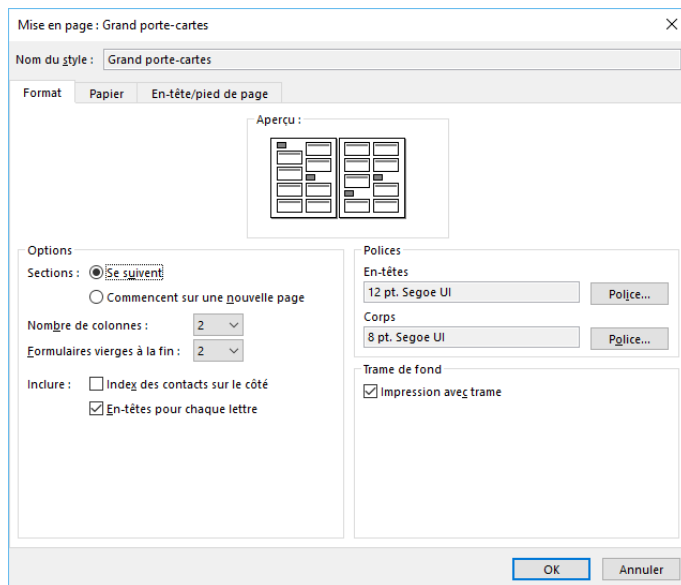 Mise en page : Grand porte-cartes
Nom du style : Grand porte-cartes
Format Papier En-tête/pied de page
Aperçu :
Options
Sections : Se suivent
Commencent sur une nouvelle page
Nombre de colonnes : 2
Formulaires vierges à la fin : 2
Inclure : Index des contacts sur le côté
En-têtes pour chaque lettre
Polices
En-têtes
12 pt. Segoe UI Police...
Corps
8 pt. Segoe UI Police...
Trame de fond
Impression avec trame
OK Annuler